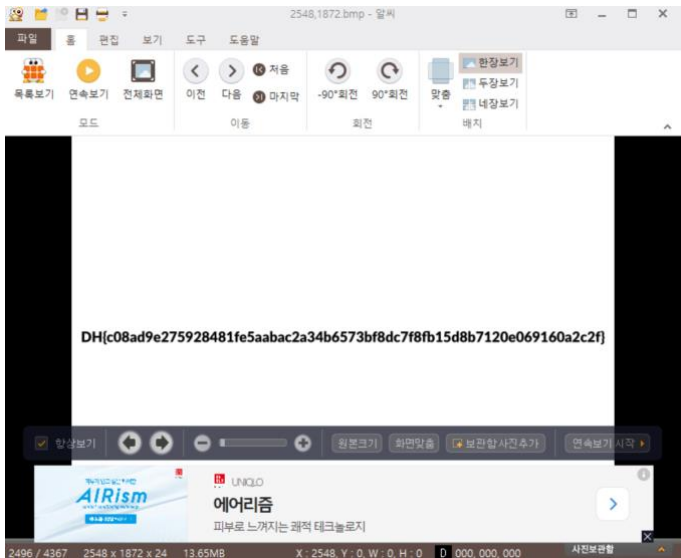 2548,1872.bmp - 알씨
파일 홈 편집 보기 도구 도움말
목록보기 연속보기 전체화면 이전 다음 처음 마지막 -90°회전 90°회전 맞춤 한장보기 두장보기 네장보기
모드 이동 회전 배치
DH{c08ad9e275928481fe5aabac2a34b6573bf8dc7f8fb15d8b7120e069160a2c2f}
항상보기 원본크기 화면맞춤 보관함 사진추가 연속보기 시작
AIRism
UNIQLO
에어리즘
피부로 느껴지는 쾌적 테크놀로지
2496 / 4367 2548 x 1872 x 24 13.65MB X : 2548, Y : 0, W : 0, H : 0 D 000, 000, 000 사진보관함